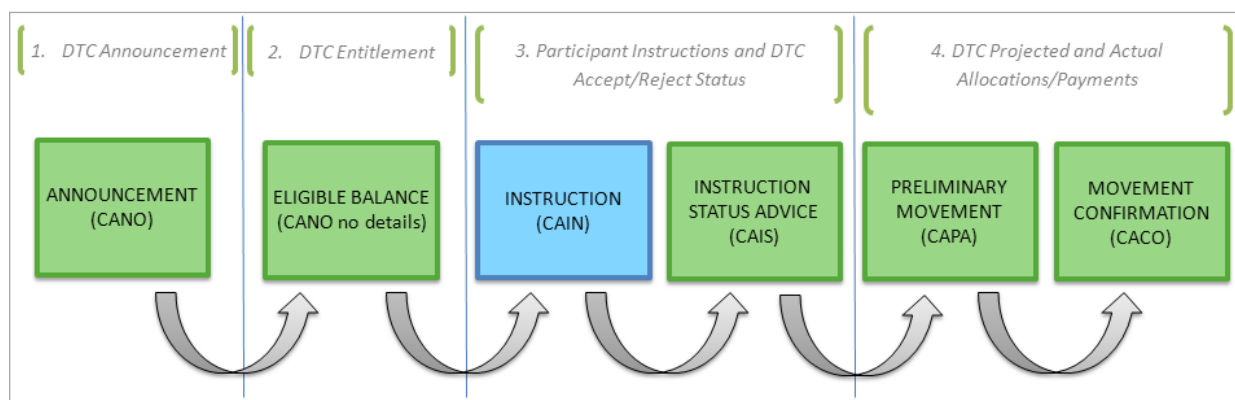 1. DTC Announcement
2. DTC Entitlement
3. Participant Instructions and DTC
Accept/Reject Status
4. DTC Projected and Actual
Allocations/Payments
ANNOUNCEMENT
(CANO)
ELIGIBLE BALANCE
(CANO no details)
INSTRUCTION
(CAIN)
INSTRUCTION
STATUS ADVICE
(CAIS)
PRELIMINARY
MOVEMENT
(CAPA)
MOVEMENT
CONFIRMATION
(CACO)